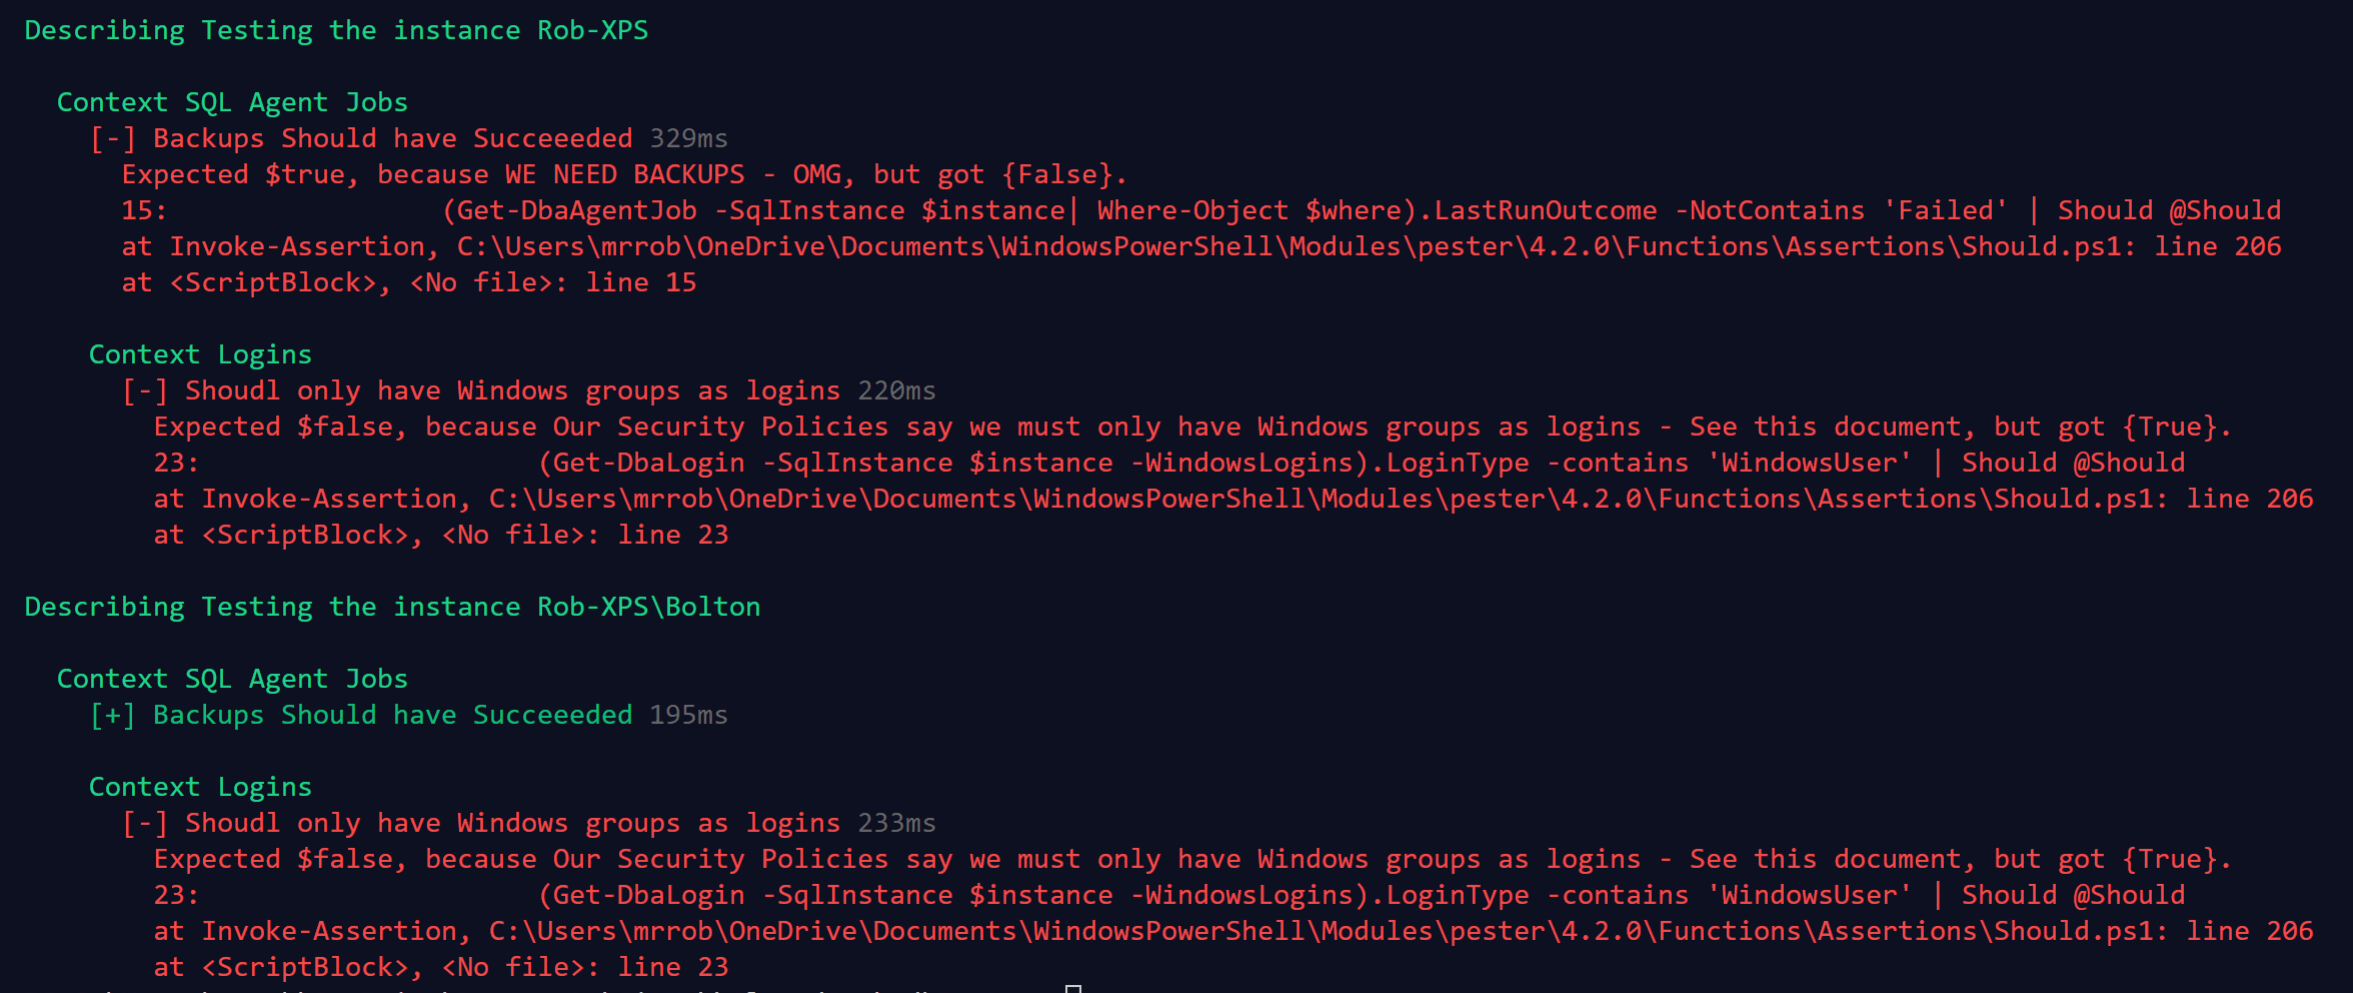 Describing Testing the instance Rob-XPS
Context SQL Agent Jobs
[-] Backups Should have Succeeeded 329ms
Expected $true, because WE NEED BACKUPS - OMG, but got {False}.
15: (Get-DbaAgentJob -SqlInstance $instance| Where-Object $where).LastRunOutcome -NotContains 'Failed' | Should @Should
at Invoke-Assertion, C:\Users\mrrob\OneDrive\Documents\WindowsPowerShell\Modules\pester\4.2.0\Functions\Assertions\Should.ps1: line 206
at <ScriptBlock>, <No file>: line 15
Context Logins
[-] Shoudl only have Windows groups as logins 220ms
Expected $false, because Our Security Policies say we must only have Windows groups as logins - See this document, but got {True}.
23: (Get-DbaLogin -SqlInstance $instance -WindowsLogins).LoginType -contains 'WindowsUser' | Should @Should
at Invoke-Assertion, C:\Users\mrrob\OneDrive\Documents\WindowsPowerShell\Modules\pester\4.2.0\Functions\Assertions\Should.ps1: line 206
at <ScriptBlock>, <No file>: line 23
Describing Testing the instance Rob-XPS\Bolton
Context SQL Agent Jobs
[+] Backups Should have Succeeeded 195ms
Context Logins
[-] Shoudl only have Windows groups as logins 233ms
Expected $false, because Our Security Policies say we must only have Windows groups as logins - See this document, but got {True}.
23: (Get-DbaLogin -SqlInstance $instance -WindowsLogins).LoginType -contains 'WindowsUser' | Should @Should
at Invoke-Assertion, C:\Users\mrrob\OneDrive\Documents\WindowsPowerShell\Modules\pester\4.2.0\Functions\Assertions\Should.ps1: line 206
at <ScriptBlock>, <No file>: line 23